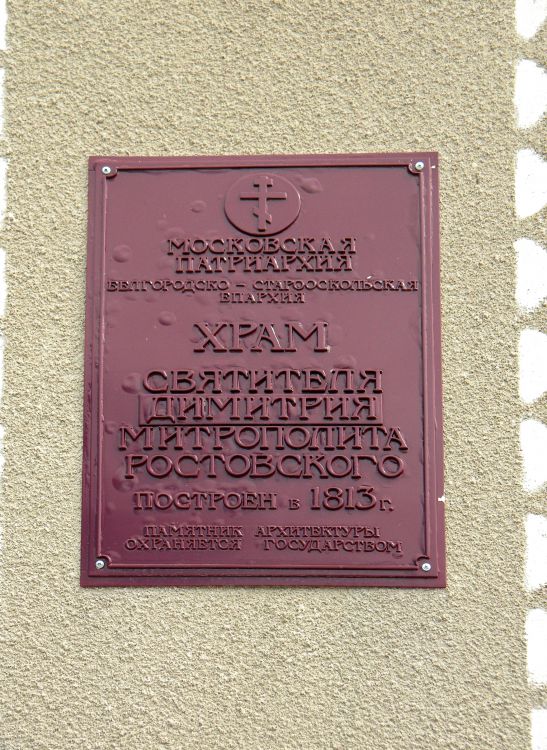 МОСКОВСКАЯ
ПАТРИАРХИЯ
БЕЛГОРОДСКО – СТАРООСКОЛЬСКАЯ
ЕПАРХИЯ
ХРАМ
СВЯТИТЕЛЯ
ДИМИТРИЯ
МИТРОПОЛИТА
РОСТОВСКОГО
ПОСТРОЕН в 1813 г.
ПАМЯТНИК АРХИТЕКТУРЫ
ОХРАНЯЕТСЯ ГОСУДАРСТВОМ